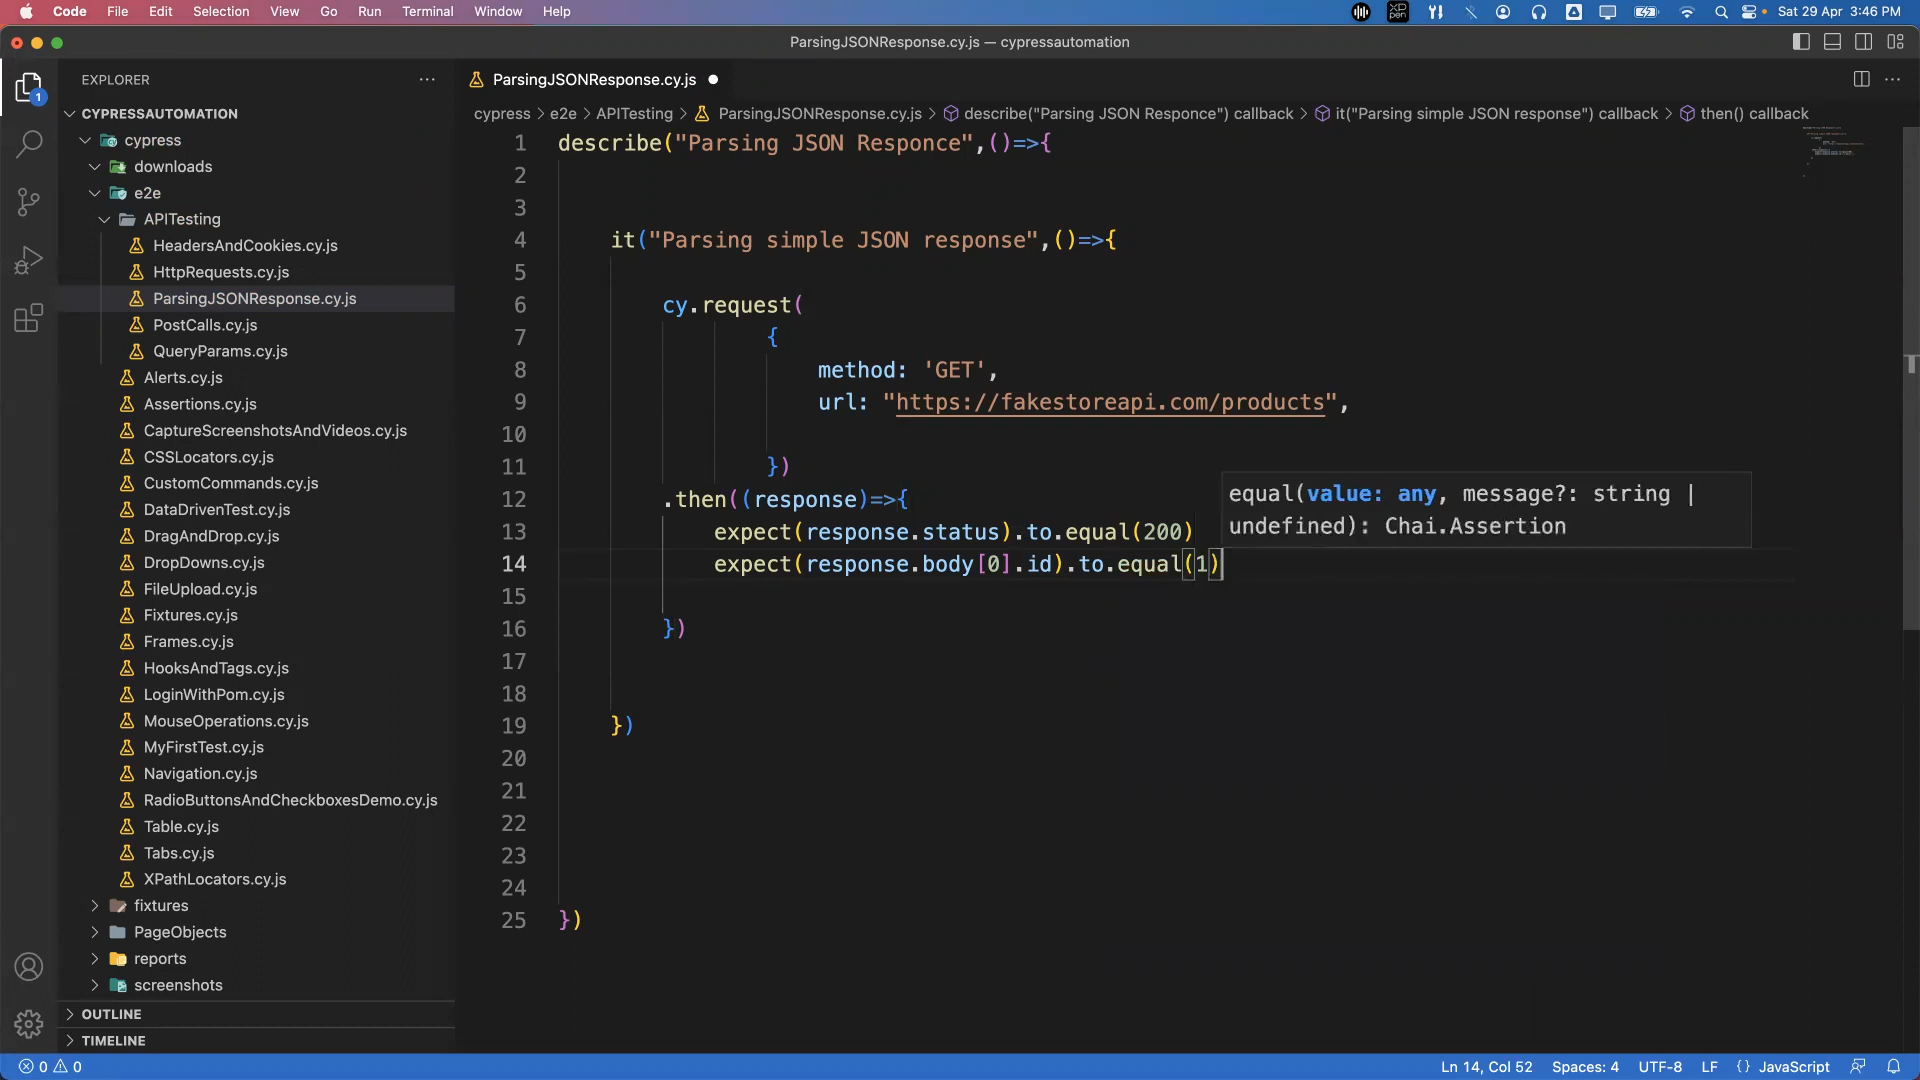 Code File Edit Selection View Go Run Terminal Window Help XP pen Sat 29 Apr 3:46 PM
ParsingJSONResponse.cy.js — cypressautomation
EXPLORER
ParsingJSONResponse.cy.js
1
CYPRESSAUTOMATION
cypress > e2e > APITesting > ParsingJSONResponse.cy.js > describe("Parsing JSON Responce") callback > it("Parsing simple JSON response") callback > then() callback
cypress
downloads
e2e
APITesting
HeadersAndCookies.cy.js
HttpRequests.cy.js
ParsingJSONResponse.cy.js
PostCalls.cy.js
QueryParams.cy.js
Alerts.cy.js
Assertions.cy.js
CaptureScreenshotsAndVideos.cy.js
CSSLocators.cy.js
CustomCommands.cy.js
DataDrivenTest.cy.js
DragAndDrop.cy.js
DropDowns.cy.js
FileUpload.cy.js
Fixtures.cy.js
Frames.cy.js
HooksAndTags.cy.js
LoginWithPom.cy.js
MouseOperations.cy.js
MyFirstTest.cy.js
Navigation.cy.js
RadioButtonsAndCheckboxesDemo.cy.js
Table.cy.js
Tabs.cy.js
XPathLocators.cy.js
fixtures
PageObjects
reports
screenshots
OUTLINE
TIMELINE
1 describe("Parsing JSON Responce",()=>{
2
3
4 it("Parsing simple JSON response",()=>{
5
6 cy.request(
7 {
8 method: 'GET',
9 url: "https://fakestoreapi.com/products",
10
11 })
12 .then((response)=>{
13 expect(response.status).to.equal(200)
14 expect(response.body[0].id).to.equal(1)
15
16 })
17
18
19 })
20
21
22
23
24
25 })
equal(value: any, message?: string |
undefined): Chai.Assertion
0 0 Ln 14, Col 52 Spaces: 4 UTF-8 LF {} JavaScript